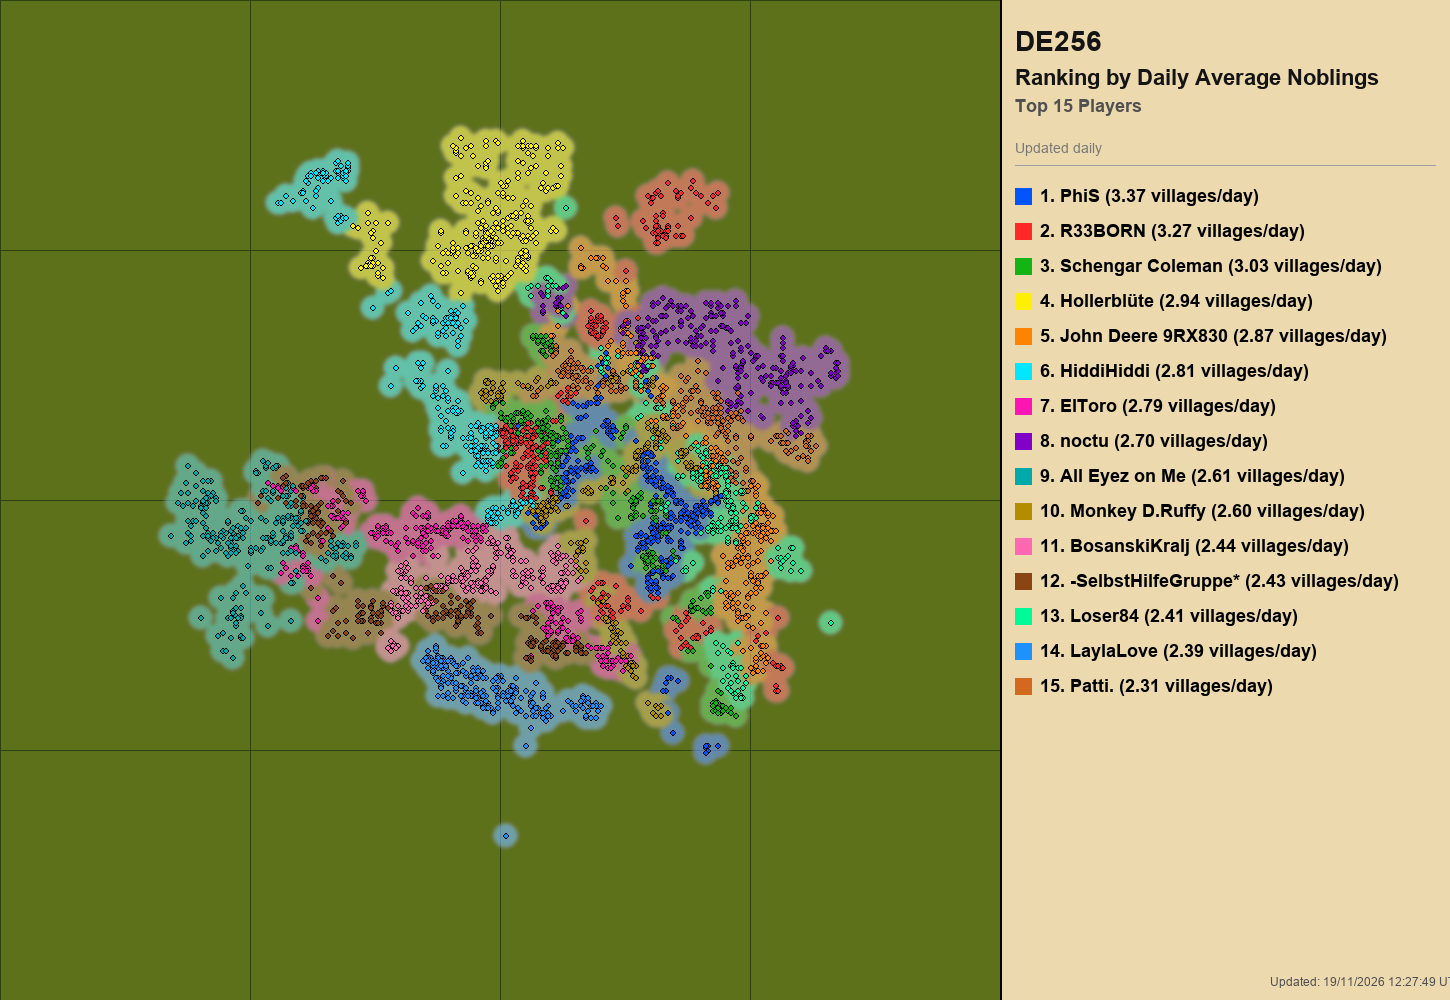 DE256
Ranking by Daily Average Noblings
Top 15 Players
Updated daily
1. PhiS (3.37 villages/day)
2. R33BORN (3.27 villages/day)
3. Schengar Coleman (3.03 villages/day)
4. Hollerblüte (2.94 villages/day)
5. John Deere 9RX830 (2.87 villages/day)
6. HiddiHiddi (2.81 villages/day)
7. ElToro (2.79 villages/day)
8. noctu (2.70 villages/day)
9. All Eyez on Me (2.61 villages/day)
10. Monkey D.Ruffy (2.60 villages/day)
11. BosanskiKralj (2.44 villages/day)
12. -SelbstHilfeGruppe* (2.43 villages/day)
13. Loser84 (2.41 villages/day)
14. LaylaLove (2.39 villages/day)
15. Patti. (2.31 villages/day)
Updated: 19/11/2026 12:27:49